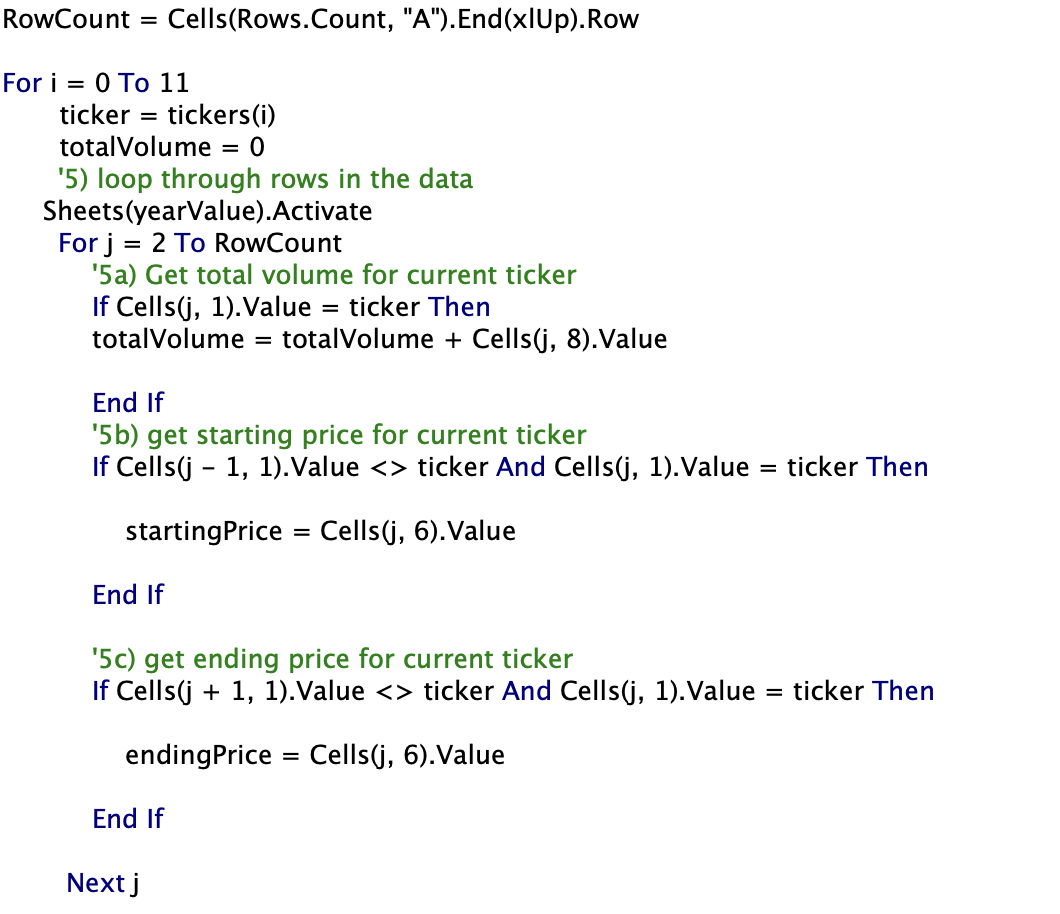 RowCount = Cells(Rows.Count, "A").End(xlUp).Row
For i = 0 To 11
ticker = tickers(i)
totalVolume = 0
'5) loop through rows in the data
Sheets(yearValue).Activate
For j = 2 To RowCount
'5a) Get total volume for current ticker
If Cells(j, 1).Value = ticker Then
totalVolume = totalVolume + Cells(j, 8).Value
End If
'5b) get starting price for current ticker
If Cells(j - 1, 1).Value <> ticker And Cells(j, 1).Value = ticker Then
startingPrice = Cells(j, 6).Value
End If
'5c) get ending price for current ticker
If Cells(j + 1, 1).Value <> ticker And Cells(j, 1).Value = ticker Then
endingPrice = Cells(j, 6).Value
End If
Next j